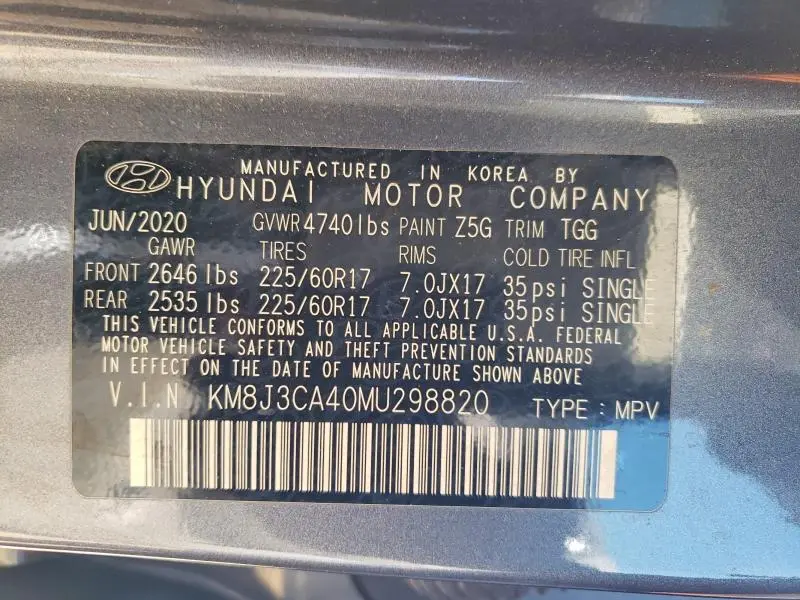 MANUFACTURED IN KOREA BY
HYUNDAI MOTOR COMPANY
JUN/2020 GVWR 4740lbs PAINT Z5G TRIM TGG
GAWR TIRES RIMS COLD TIRE INFL
FRONT 2646 lbs 225/60R17 7.0JX17 35psi SINGLE
REAR 2535 lbs 225/60R17 7.0JX17 35psi SINGLE
THIS VEHICLE CONFORMS TO ALL APPLICABLE U.S.A. FEDERAL
MOTOR VEHICLE SAFETY AND THEFT PREVENTION STANDARDS
IN EFFECT ON THE DATE OF MANUFACTURE SHOWN ABOVE
V.I.N KM8J3CA40MU298820 TYPE : MPV